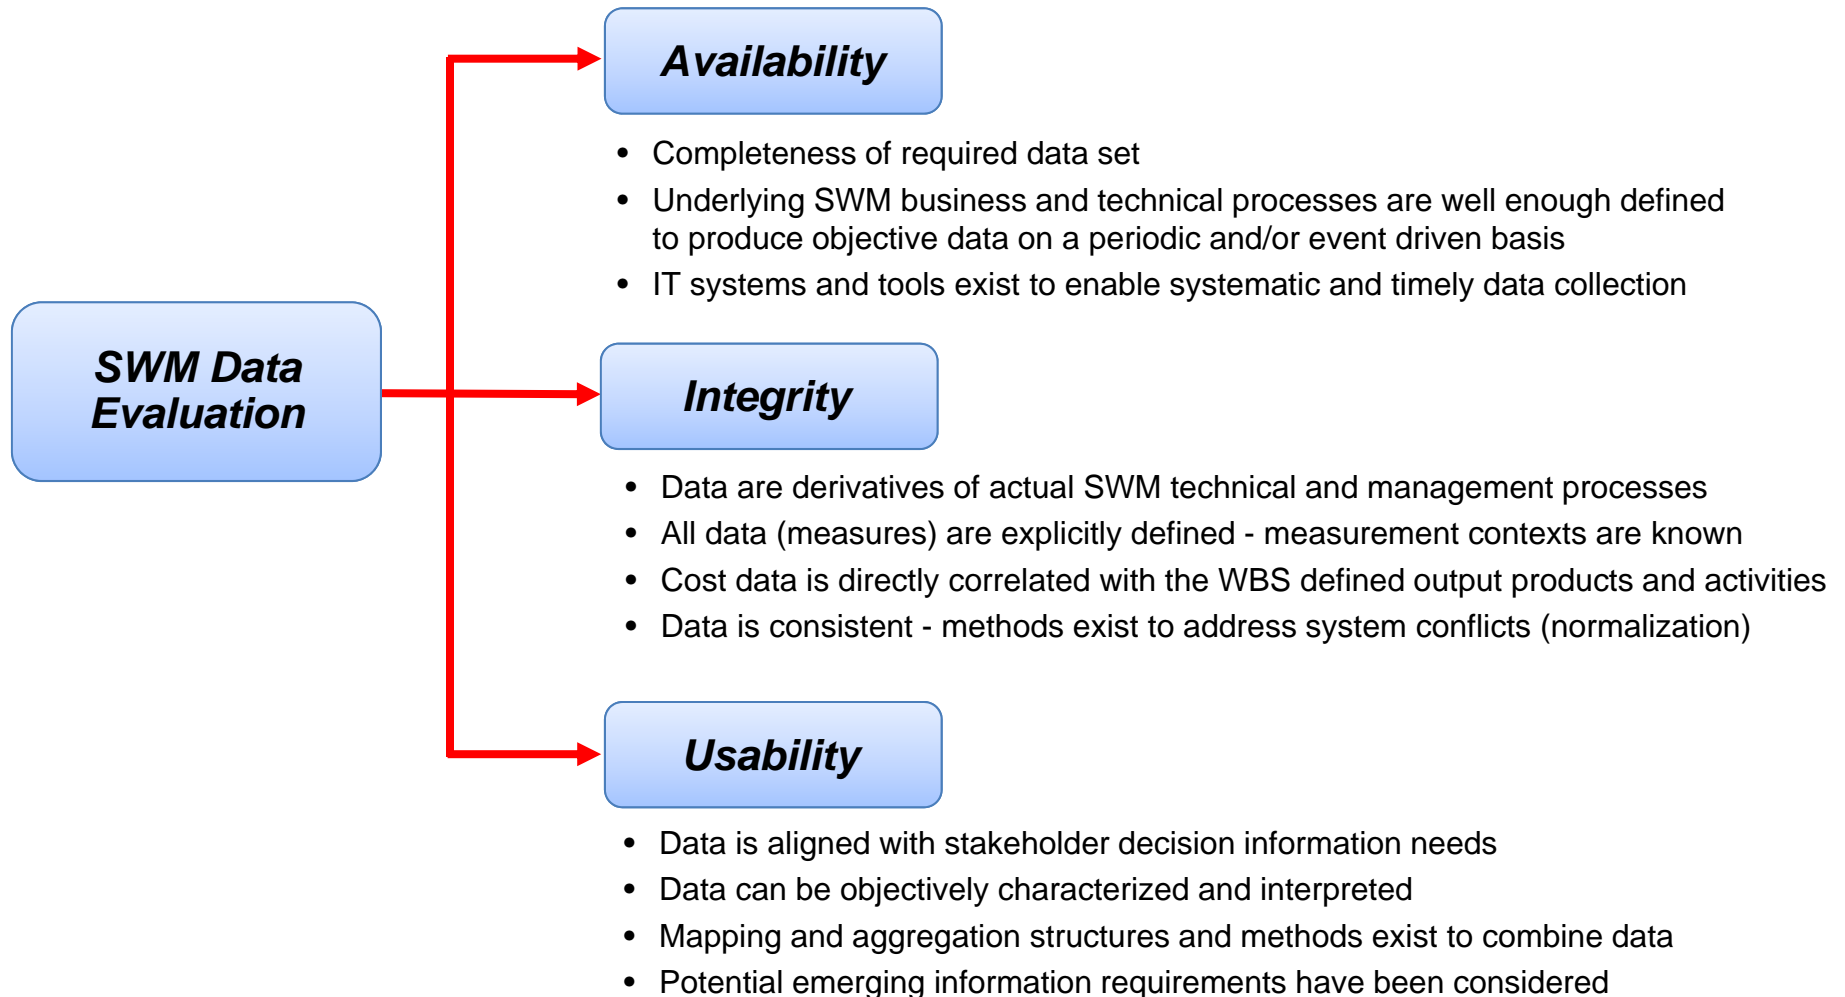 Availability
• Completeness of required data set
• Underlying SWM business and technical processes are well enough defined
to produce objective data on a periodic and/or event driven basis
• IT systems and tools exist to enable systematic and timely data collection
SWM Data
Evaluation
Integrity
• Data are derivatives of actual SWM technical and management processes
• All data (measures) are explicitly defined - measurement contexts are known
• Cost data is directly correlated with the WBS defined output products and activities
• Data is consistent - methods exist to address system conflicts (normalization)
Usability
• Data is aligned with stakeholder decision information needs
• Data can be objectively characterized and interpreted
• Mapping and aggregation structures and methods exist to combine data
• Potential emerging information requirements have been considered